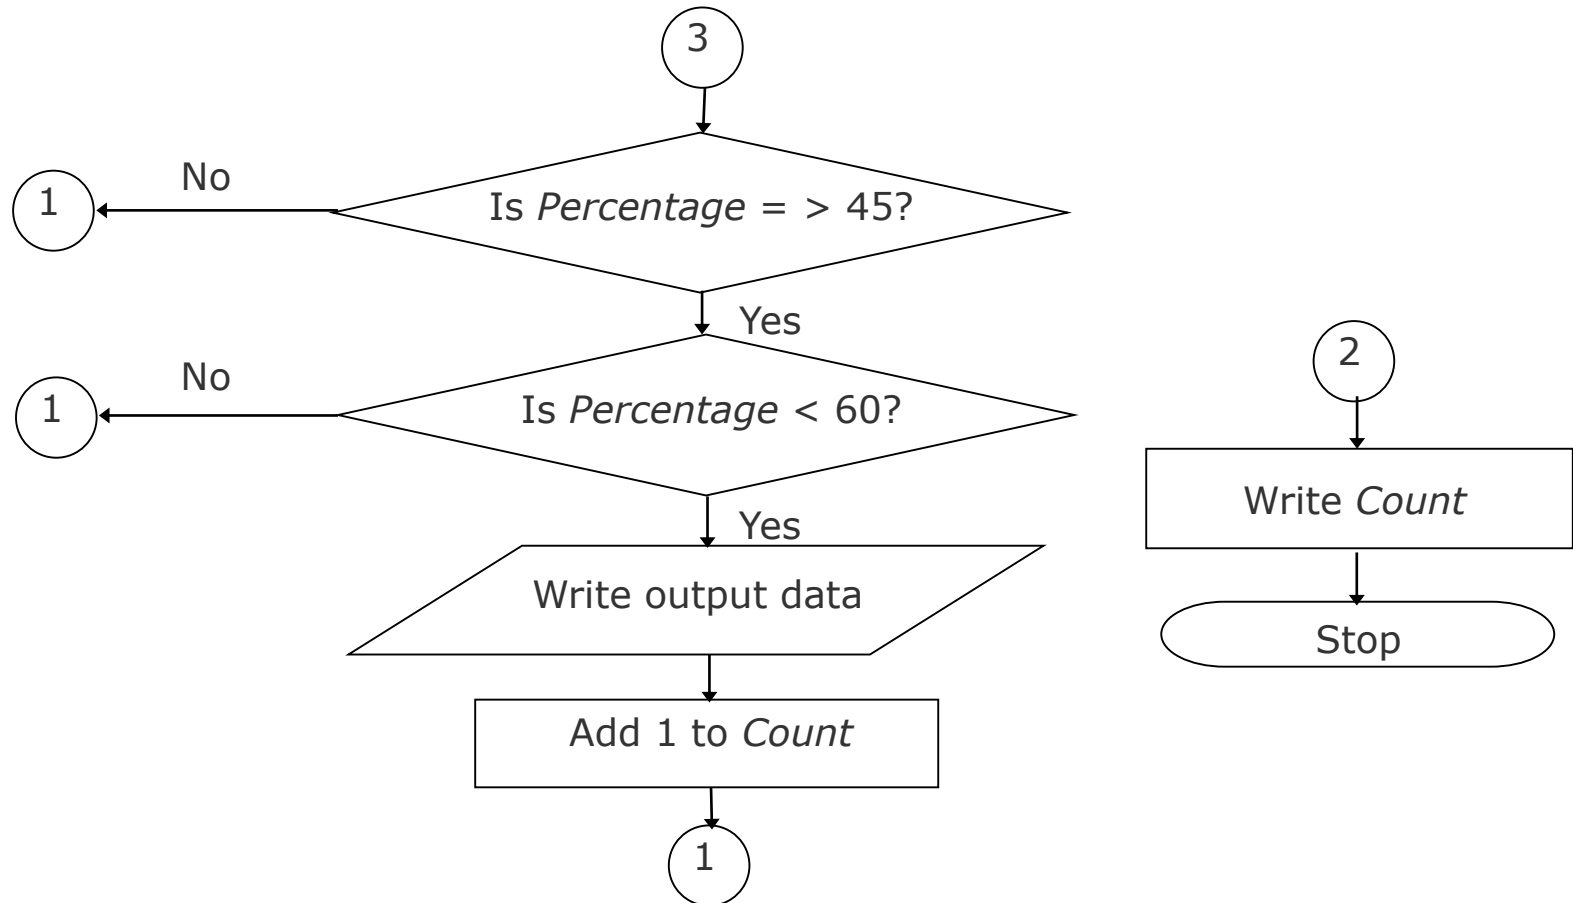 3
No
1
Is Percentage = > 45?
Yes
No
1
Is Percentage < 60?
Yes
Write output data
Add 1 to Count
1
2
Write Count
Stop